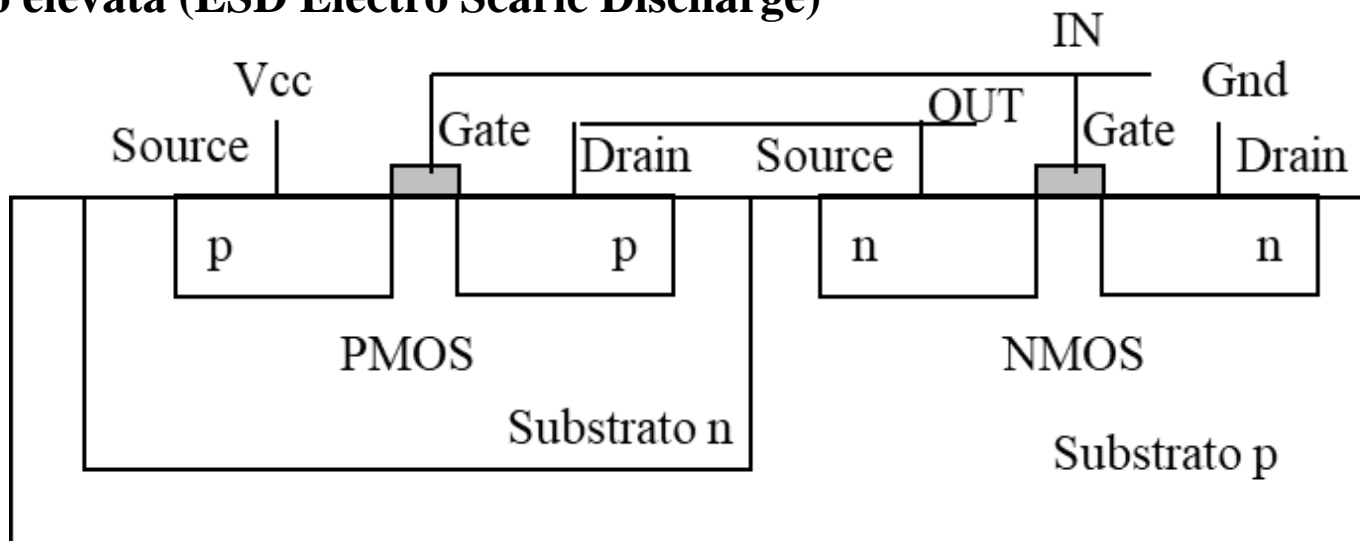 o elevata (ESD Electro Scaric Discharge)
IN
Vcc
Gnd
OUT
Source
Gate
Drain
Source
Gate
Drain
p
p
n
n
PMOS
NMOS
Substrato n
Substrato p